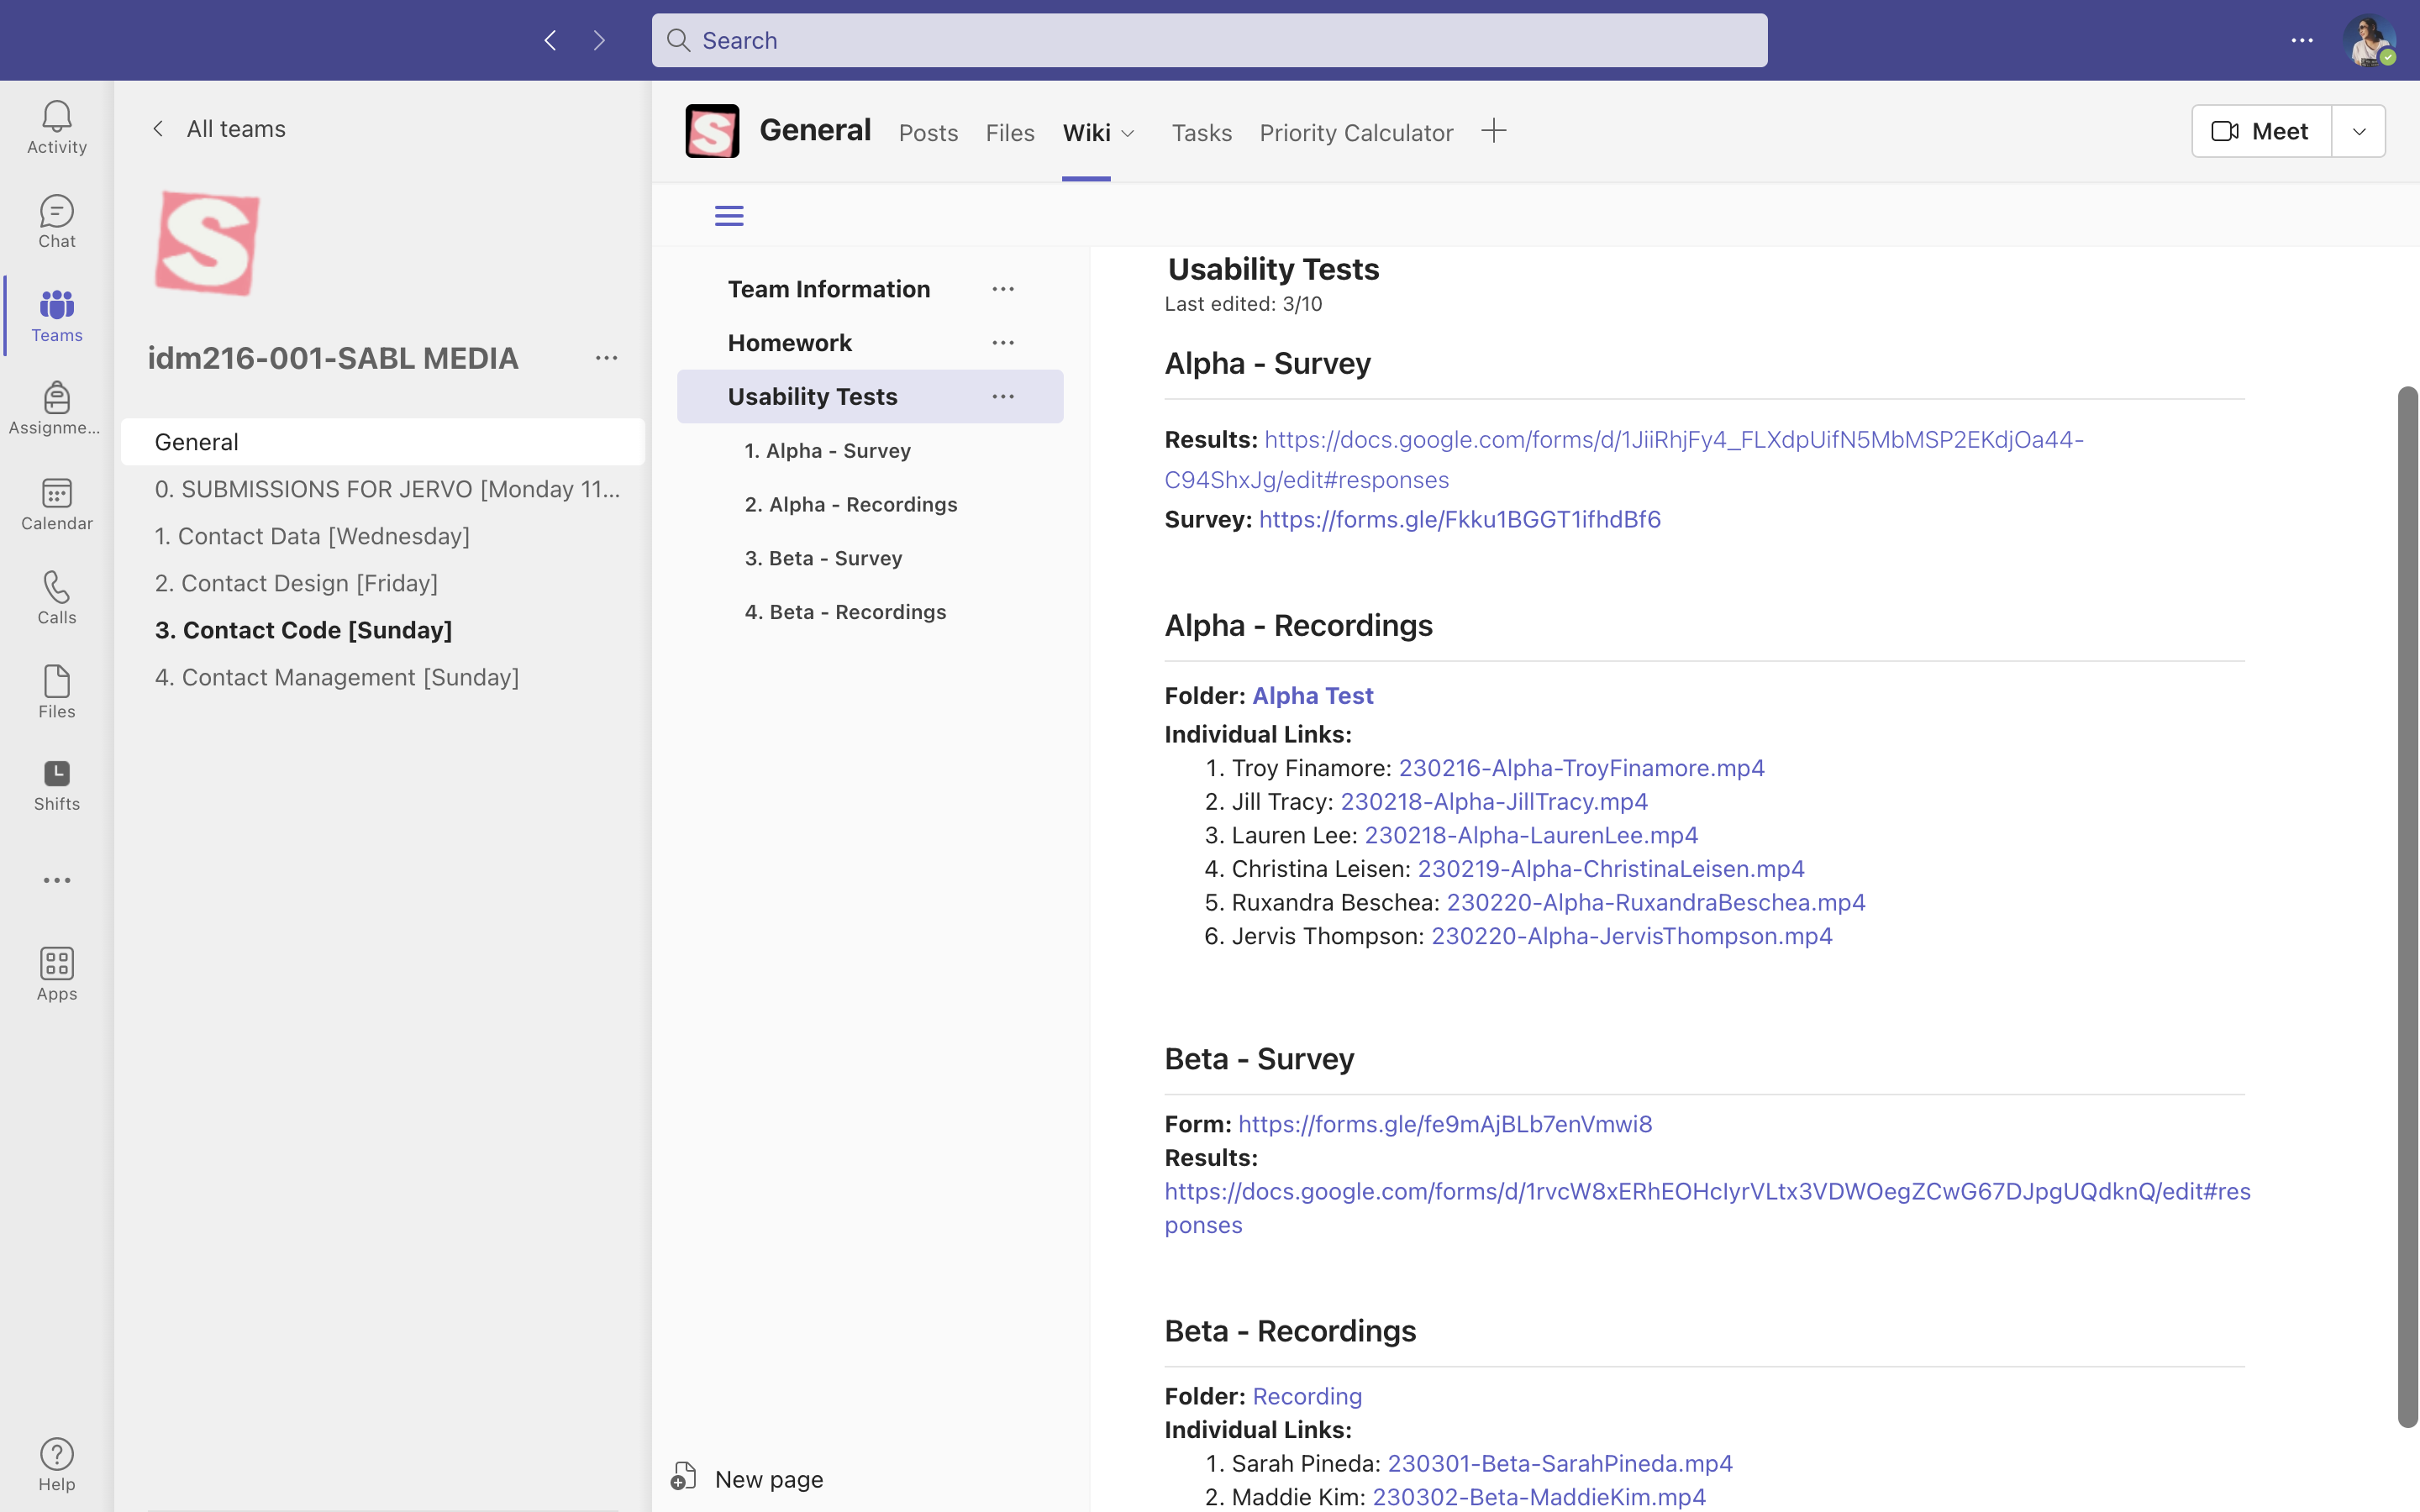 Search
Activity
Chat
Teams
Assignme...
Calendar
Calls
Files
Shifts
Apps
Help
All teams
S
idm216-001-SABL MEDIA
General
0. SUBMISSIONS FOR JERVO [Monday 11...
1. Contact Data [Wednesday]
2. Contact Design [Friday]
3. Contact Code [Sunday]
4. Contact Management [Sunday]
S
General
Posts
Files
Wiki
Tasks
Priority Calculator
Meet
Team Information
Homework
Usability Tests
1. Alpha - Survey
2. Alpha - Recordings
3. Beta - Survey
4. Beta - Recordings
New page
Usability Tests
Last edited: 3/10
Alpha - Survey
Results: https://docs.google.com/forms/d/1JiiRhjFy4_FLXdpUifN5MbMSP2EKdjOa44-
C94ShxJg/edit#responses
Survey: https://forms.gle/Fkku1BGGT1ifhdBf6
Alpha - Recordings
Folder: Alpha Test
Individual Links:
1. Troy Finamore: 230216-Alpha-TroyFinamore.mp4
2. Jill Tracy: 230218-Alpha-JillTracy.mp4
3. Lauren Lee: 230218-Alpha-LaurenLee.mp4
4. Christina Leisen: 230219-Alpha-ChristinaLeisen.mp4
5. Ruxandra Beschea: 230220-Alpha-RuxandraBeschea.mp4
6. Jervis Thompson: 230220-Alpha-JervisThompson.mp4
Beta - Survey
Form: https://forms.gle/fe9mAjBLb7enVmwi8
Results:
https://docs.google.com/forms/d/1rvcW8xERhEOHclyrVLtx3VDWOegZCwG67DJpgUQdknQ/edit#res
ponses
Beta - Recordings
Folder: Recording
Individual Links:
1. Sarah Pineda: 230301-Beta-SarahPineda.mp4
2. Maddie Kim: 230302-Beta-MaddieKim.mp4